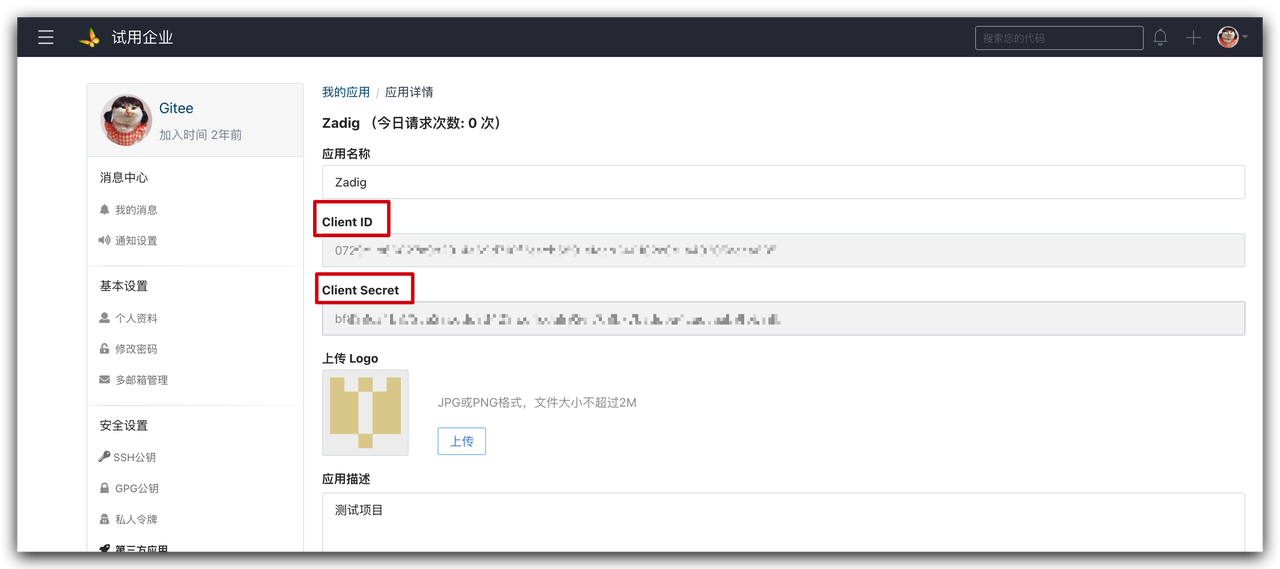 试用企业
搜索您的代码
Gitee
加入时间 2年前
消息中心
我的消息
通知设置
基本设置
个人资料
修改密码
多邮箱管理
安全设置
SSH公钥
GPG公钥
私人令牌
第三方应用
我的应用 / 应用详情
Zadig （今日请求次数: 0 次）
应用名称
Zadig
Client ID
072
Client Secret
bf
上传 Logo
JPG或PNG格式，文件大小不超过2M
上传
应用描述
测试项目